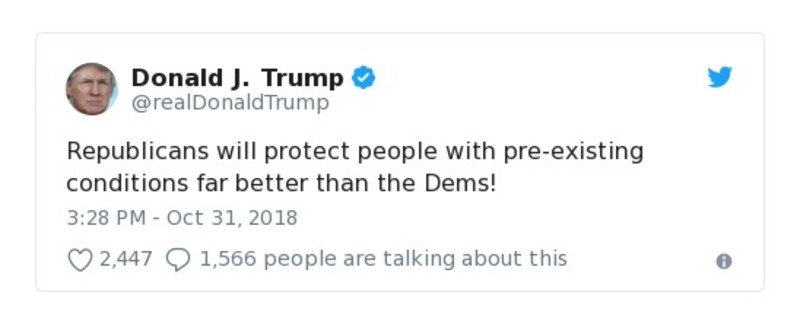 Donald J. Trump
@realDonaldTrump
Republicans will protect people with pre-existing
conditions far better than the Dems!
3:28 PM - Oct 31, 2018
2,447 1,566 people are talking about this